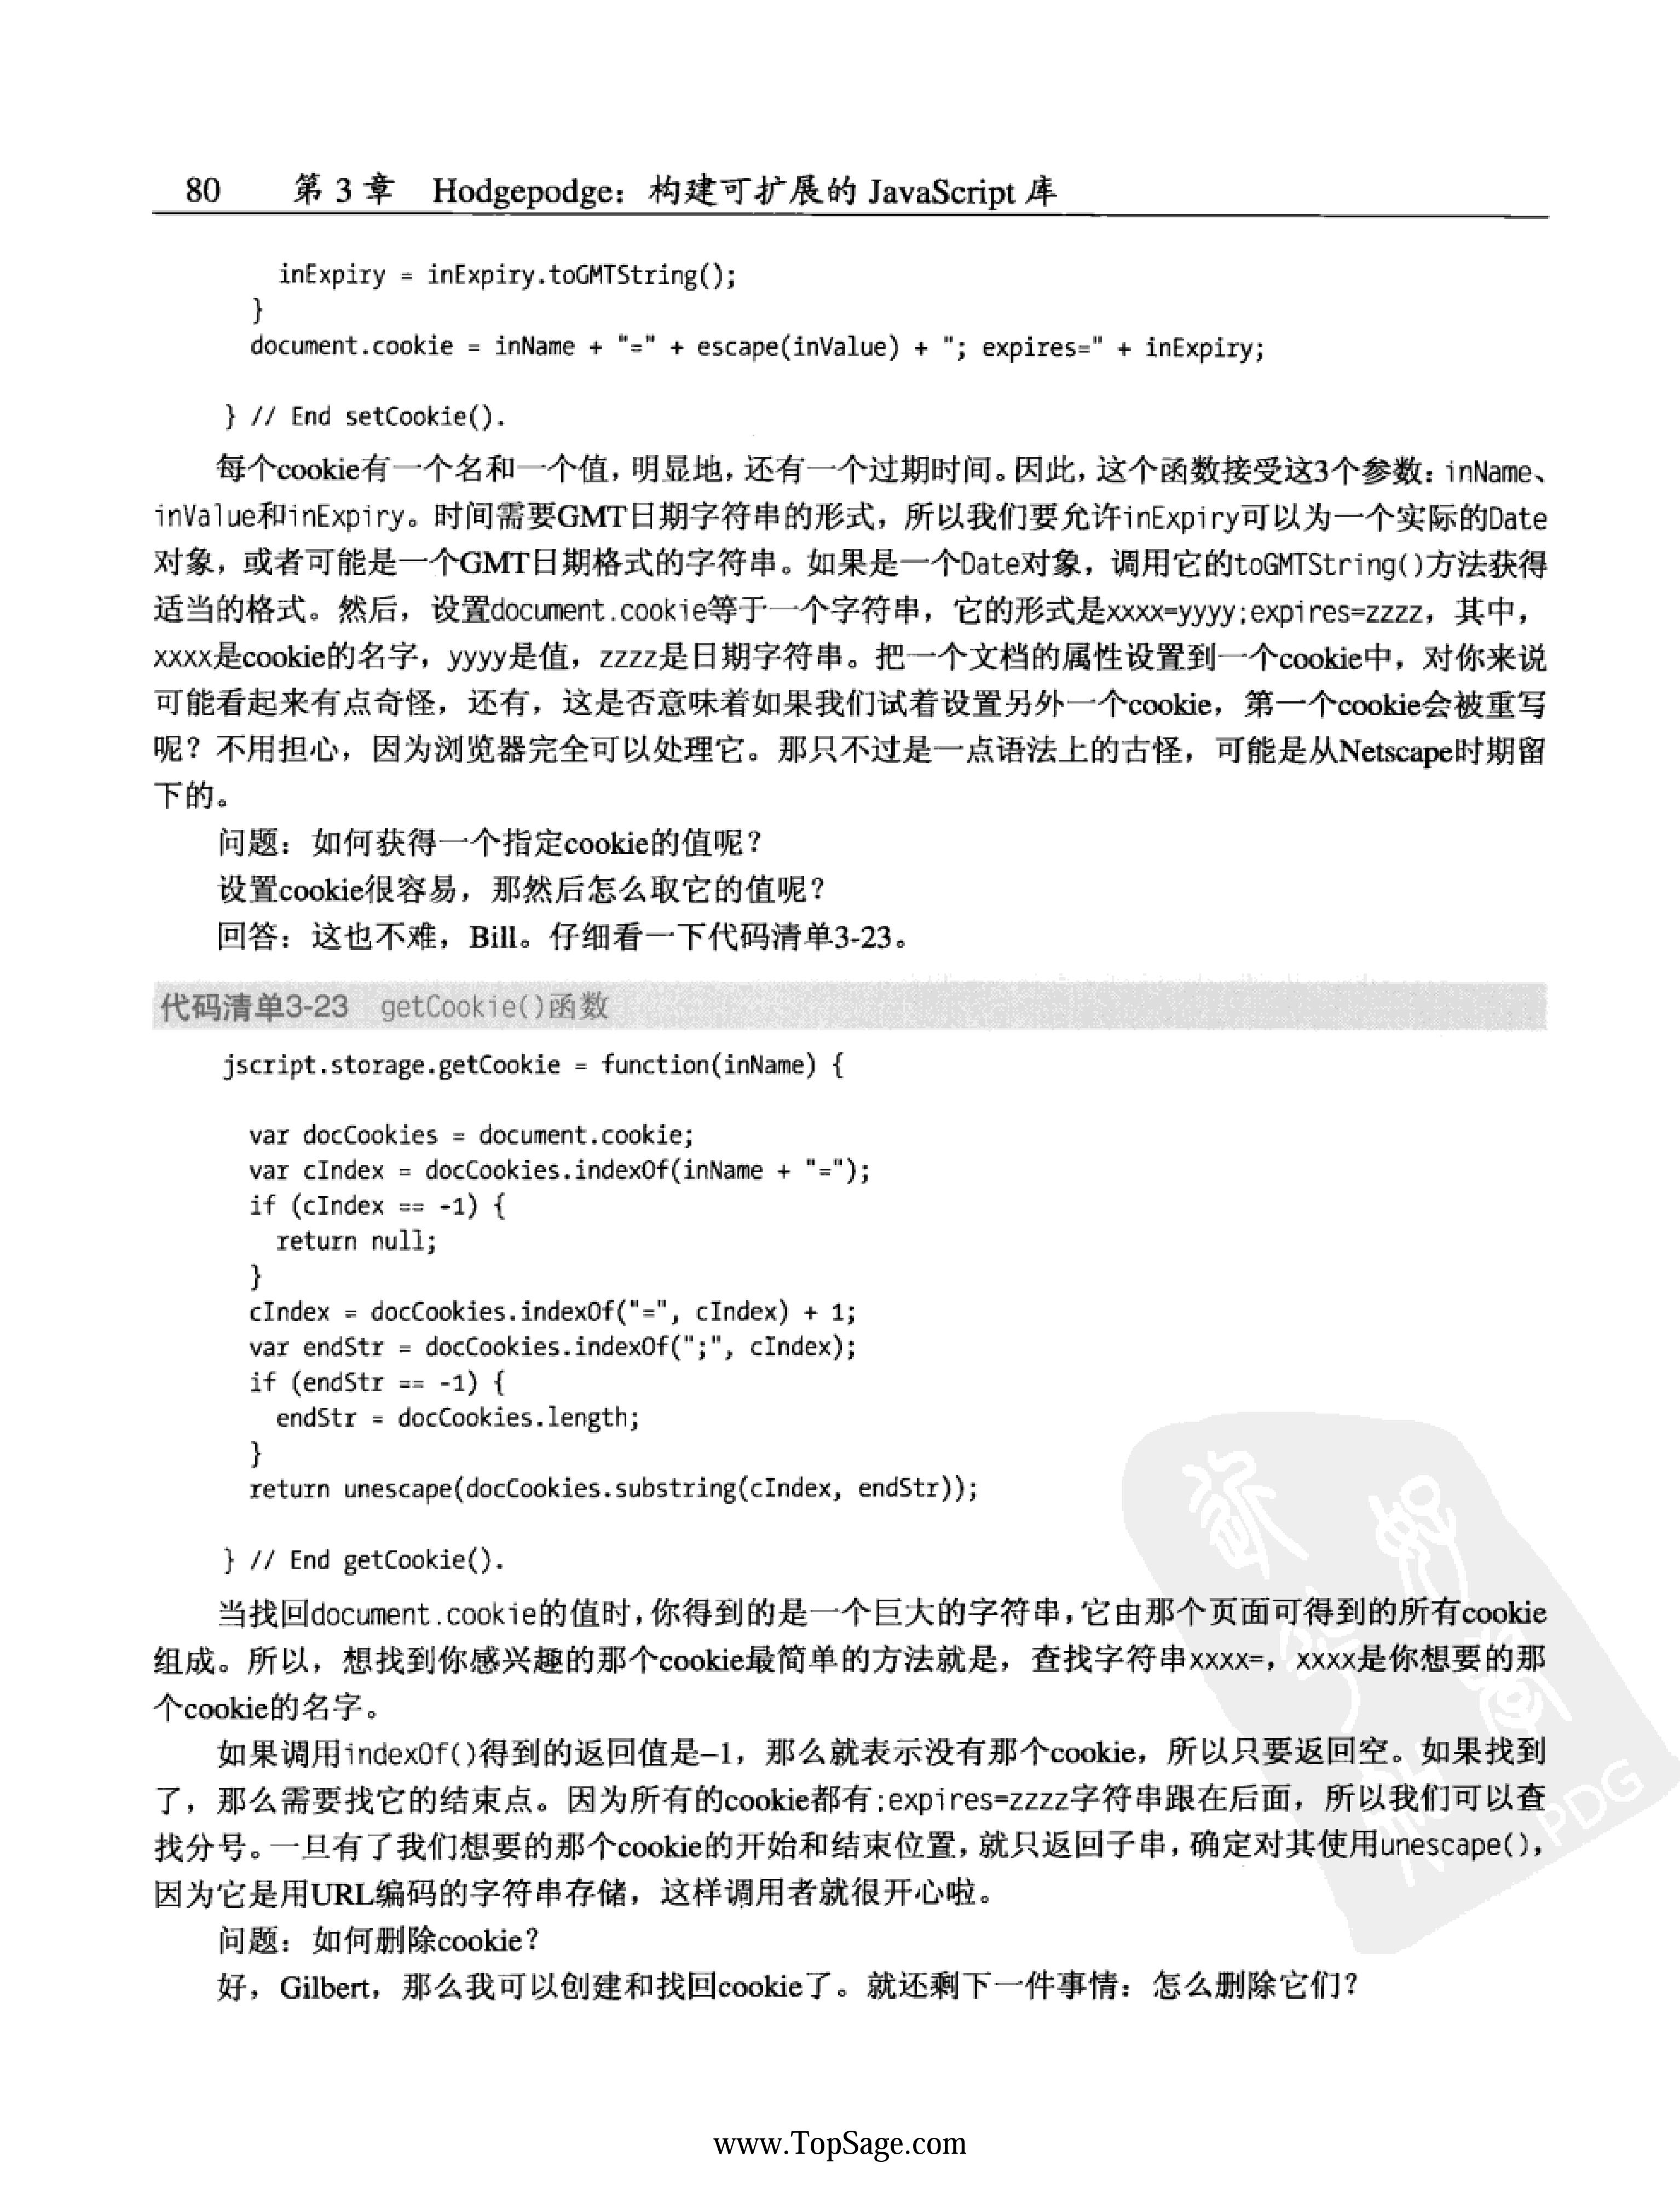 80 第 3 章 Hodgepodge：构建可扩展的 JavaScript 库
inExpiry = inExpiry.toGMTString();
}
document.cookie = inName + "=" + escape(inValue) + "; expires=" + inExpiry;
} // End setCookie().
每个cookie有一个名和一个值，明显地，还有一个过期时间。因此，这个函数接受这3个参数：inName、
inValue和inExpiry。时间需要GMT日期字符串的形式，所以我们要允许inExpiry可以为一个实际的Date
对象，或者可能是一个GMT日期格式的字符串。如果是一个Date对象，调用它的toGMTString()方法获得
适当的格式。然后，设置document.cookie等于一个字符串，它的形式是xxxx=yyyy;expires=zzzz，其中，
xxxx是cookie的名字，yyyy是值，zzzz是日期字符串。把一个文档的属性设置到一个cookie中，对你来说
可能看起来有点奇怪，还有，这是否意味着如果我们试着设置另外一个cookie，第一个cookie会被重写
呢？不用担心，因为浏览器完全可以处理它。那只不过是一点语法上的古怪，可能是从Netscape时期留
下的。
问题：如何获得一个指定cookie的值呢？
设置cookie很容易，那然后怎么取它的值呢？
回答：这也不难，Bill。仔细看一下代码清单3-23。
代码清单3-23 getCookie()函数
jscript.storage.getCookie = function(inName) {
var docCookies = document.cookie;
var cIndex = docCookies.indexOf(inName + "=");
if (cIndex == -1) {
return null;
}
cIndex = docCookies.indexOf("=", cIndex) + 1;
var endStr = docCookies.indexOf(";", cIndex);
if (endStr == -1) {
endStr = docCookies.length;
}
return unescape(docCookies.substring(cIndex, endStr));
} // End getCookie().
当找回document.cookie的值时，你得到的是一个巨大的字符串，它由那个页面可得到的所有cookie
组成。所以，想找到你感兴趣的那个cookie最简单的方法就是，查找字符串xxxx=，xxxx是你想要的那
个cookie的名字。
如果调用indexOf()得到的返回值是–1，那么就表示没有那个cookie，所以只要返回空。如果找到
了，那么需要找它的结束点。因为所有的cookie都有;expires=zzzz字符串跟在后面，所以我们可以查
找分号。一旦有了我们想要的那个cookie的开始和结束位置，就只返回子串，确定对其使用unescape()，
因为它是用URL编码的字符串存储，这样调用者就很开心啦。
PDG
问题：如何删除cookie？
好，Gilbert，那么我可以创建和找回cookie了。就还剩下一件事情：怎么删除它们？
www.TopSage.com